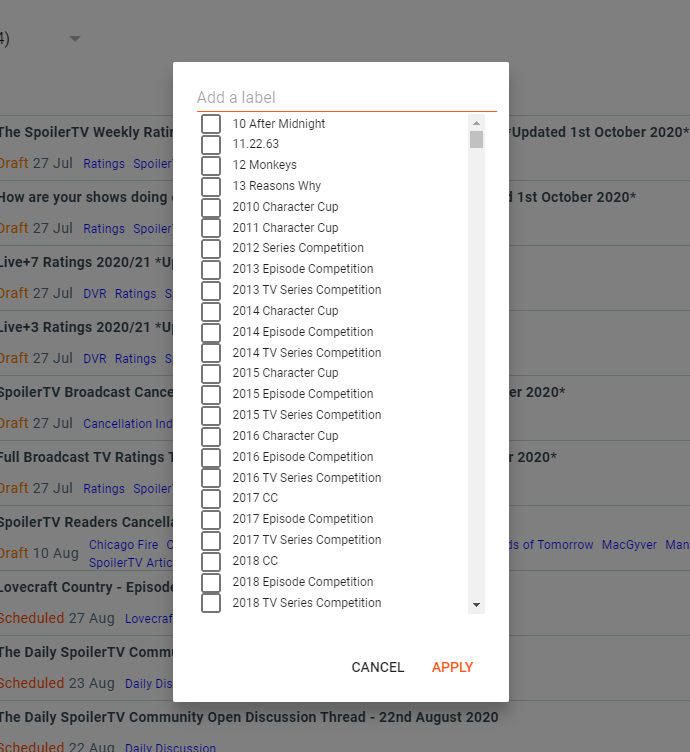 4)
Add a label
10 After Midnight
11.22.63
12 Monkeys
13 Reasons Why
2010 Character Cup
2011 Character Cup
2012 Series Competition
2013 Episode Competition
2013 TV Series Competition
2014 Character Cup
2014 Episode Competition
2014 TV Series Competition
2015 Character Cup
2015 Episode Competition
2015 TV Series Competition
2016 Character Cup
2016 Episode Competition
2016 TV Series Competition
2017 CC
2017 Episode Competition
2017 TV Series Competition
2018 CC
2018 Episode Competition
2018 TV Series Competition
CANCEL APPLY
The SpoilerTV Weekly Ratin *Updated 1st October 2020*
Draft 27 Jul Ratings Spoiler
How are your shows doing d 1st October 2020*
Draft 27 Jul Ratings SpoilerT
Live+7 Ratings 2020/21 *Up
Draft 27 Jul DVR Ratings S
Live+3 Ratings 2020/21 *Up
Draft 27 Jul DVR Ratings S
SpoilerTV Broadcast Cance er 2020*
Draft 27 Jul Cancellation Ind
Full Broadcast TV Ratings T r 2020*
Draft 27 Jul Ratings Spoiler
SpoilerTV Readers Cancella
Draft 10 Aug Chicago Fire C ds of Tomorrow MacGyver Man
SpoilerTV Artic
Lovecraft Country - Episode
Scheduled 27 Aug Lovecraf
The Daily SpoilerTV Commu
Scheduled 23 Aug Daily Dis
The Daily SpoilerTV Community Open Discussion Thread - 22nd August 2020
Scheduled 22 Aug Daily Discussion